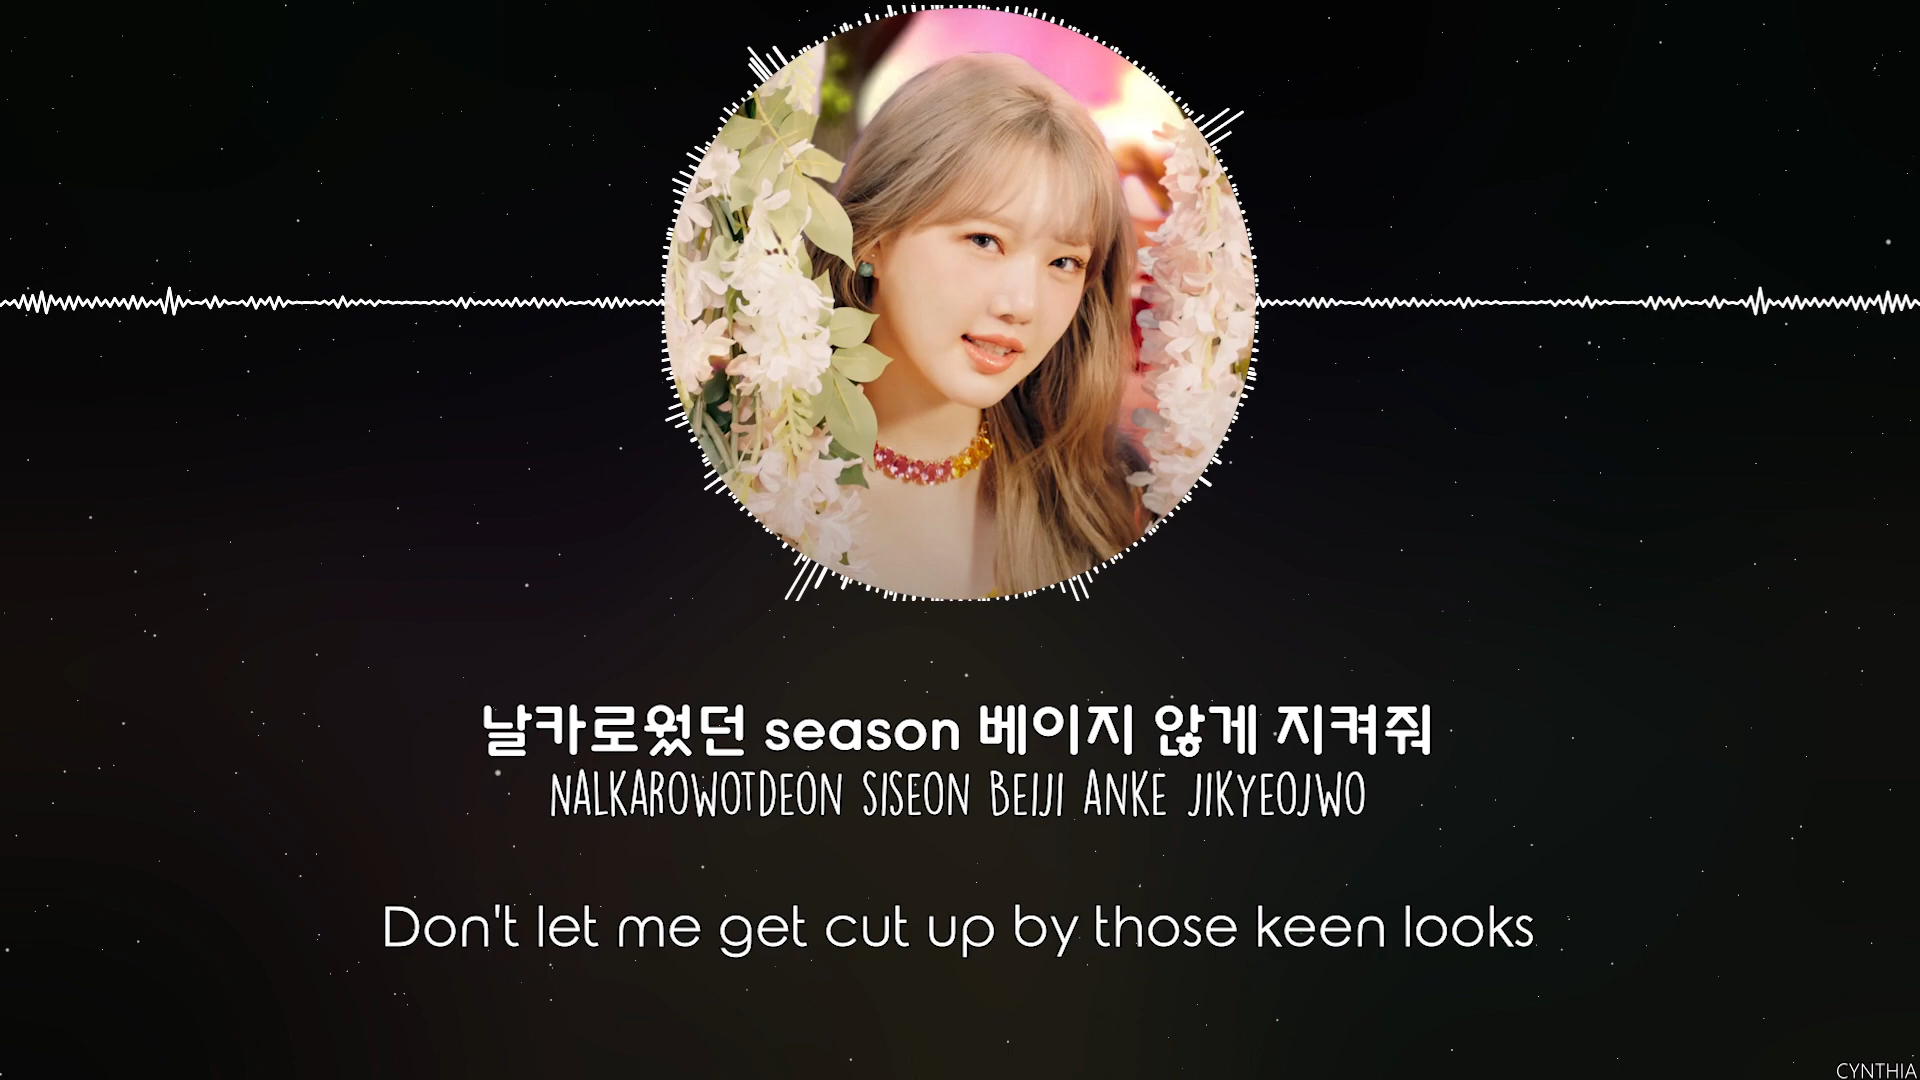 날카로웠던 season 베이지 않게 지켜줘
NALKAROWOTDEON SISEON BEIJI ANKE JIKYEOJWO
Don't let me get cut up by those keen looks
CYNTHIA